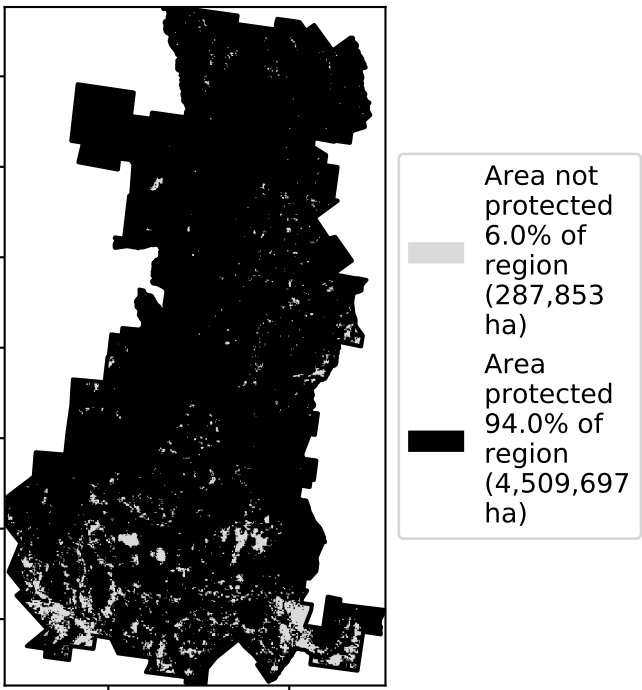 Area not
protected
6.0% of
region
(287,853
ha)
Area
protected
94.0% of
region
(4,509,697
ha)